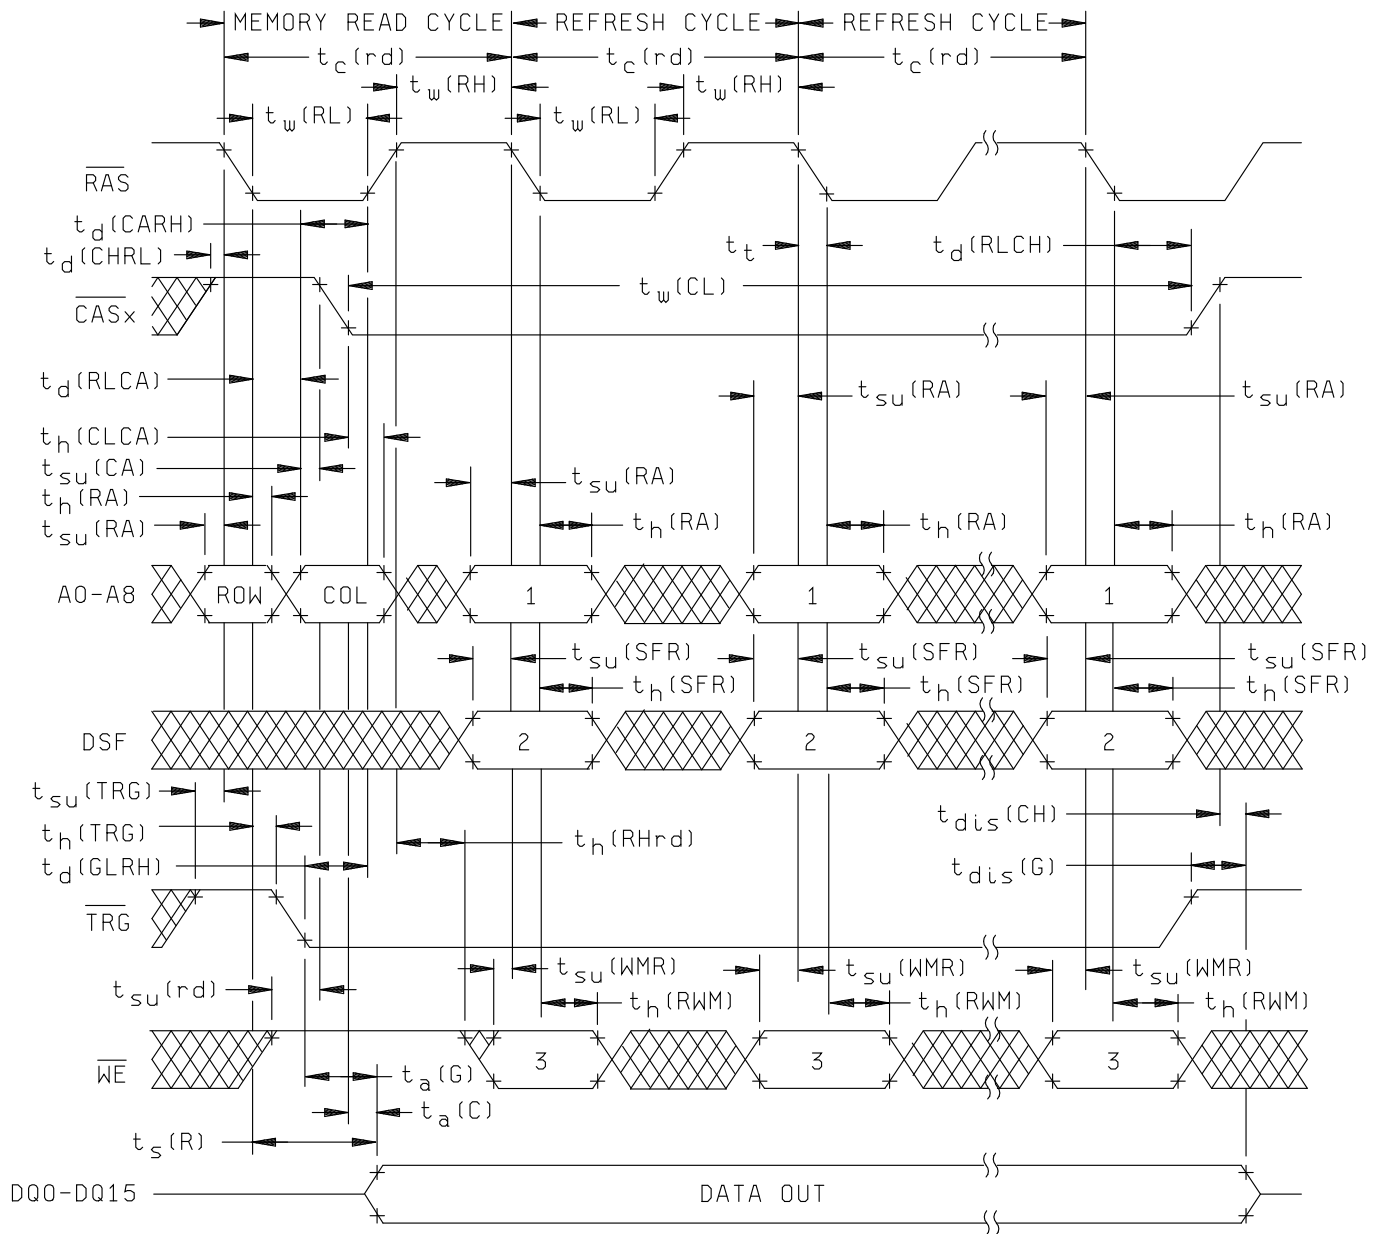 MEMORY READ CYCLE REFRESH CYCLE REFRESH CYCLE
tc(rd) tc(rd) tc(rd)
tw(RH) tw(RH)
tw(RL) tw(RL)
RAS
td(CARH)
td(CHRL) tt td(RLCH)
CASx tw(CL)
td(RLCA) tsu(RA) tsu(RA)
th(CLCA)
tsu(CA) tsu(RA)
th(RA)
tsu(RA) th(RA) th(RA) th(RA)
A0-A8 ROW COL 1 1 1
tsu(SFR) tsu(SFR) tsu(SFR)
th(SFR) th(SFR) th(SFR)
DSF 2 2 2
tsu(TRG)
tdis(CH)
th(TRG) th(RHrd)
td(GLRH) tdis(G)
TRG
tsu(WMR) tsu(WMR) tsu(WMR)
tsu(rd) th(RWM) th(RWM) th(RWM)
WE 3 3 3
ta(G)
ta(C)
ts(R)
DQ0-DQ15 DATA OUT